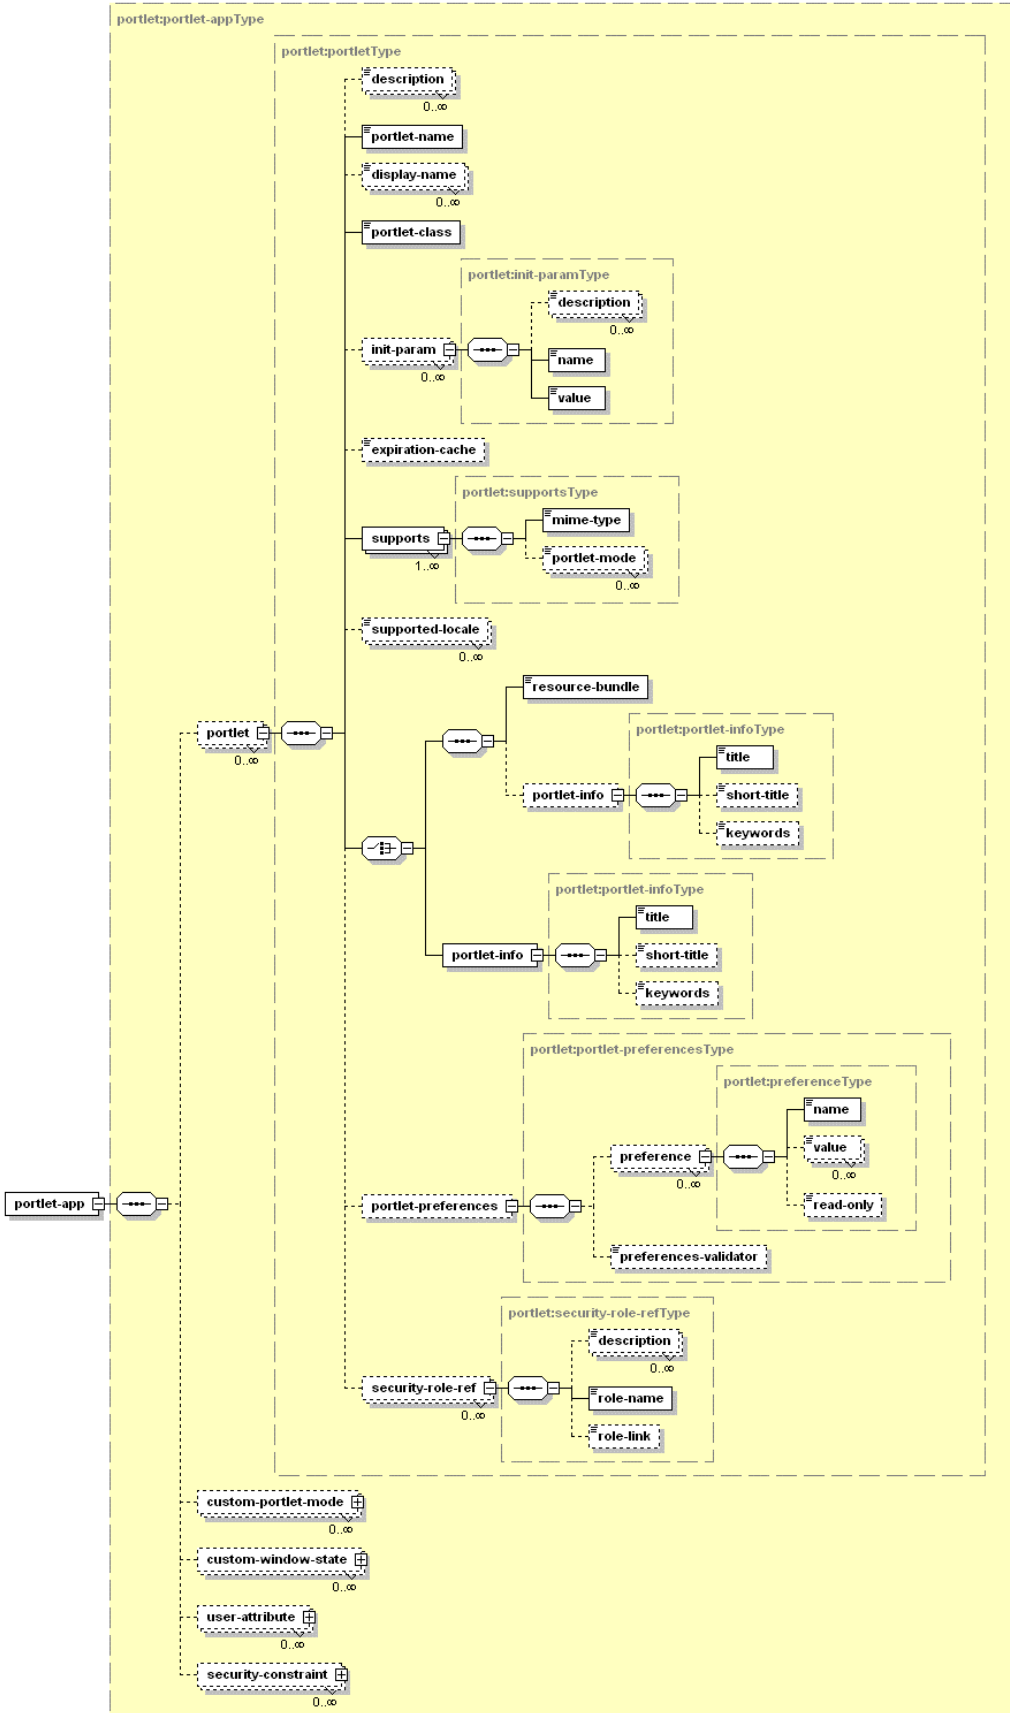 portlet:portlet-appType
portlet:portletType
description
0..∞
portlet-name
display-name
0..∞
portlet-class
portlet:init-paramType
description
0..∞
init-param
0..∞
name
value
expiration-cache
portlet:supportsType
mime-type
supports
1..∞
portlet-mode
0..∞
supported-locale
0..∞
resource-bundle
portlet:portlet-infoType
portlet
0..∞
title
portlet-info
short-title
keywords
portlet:portlet-infoType
title
portlet-info
short-title
keywords
portlet:portlet-preferencesType
portlet:preferenceType
name
preference
0..∞
value
0..∞
portlet-app
portlet-preferences
read-only
preferences-validator
portlet:security-role-refType
description
0..∞
security-role-ref
0..∞
role-name
role-link
custom-portlet-mode
0..∞
custom-window-state
0..∞
user-attribute
0..∞
security-constraint
0..∞